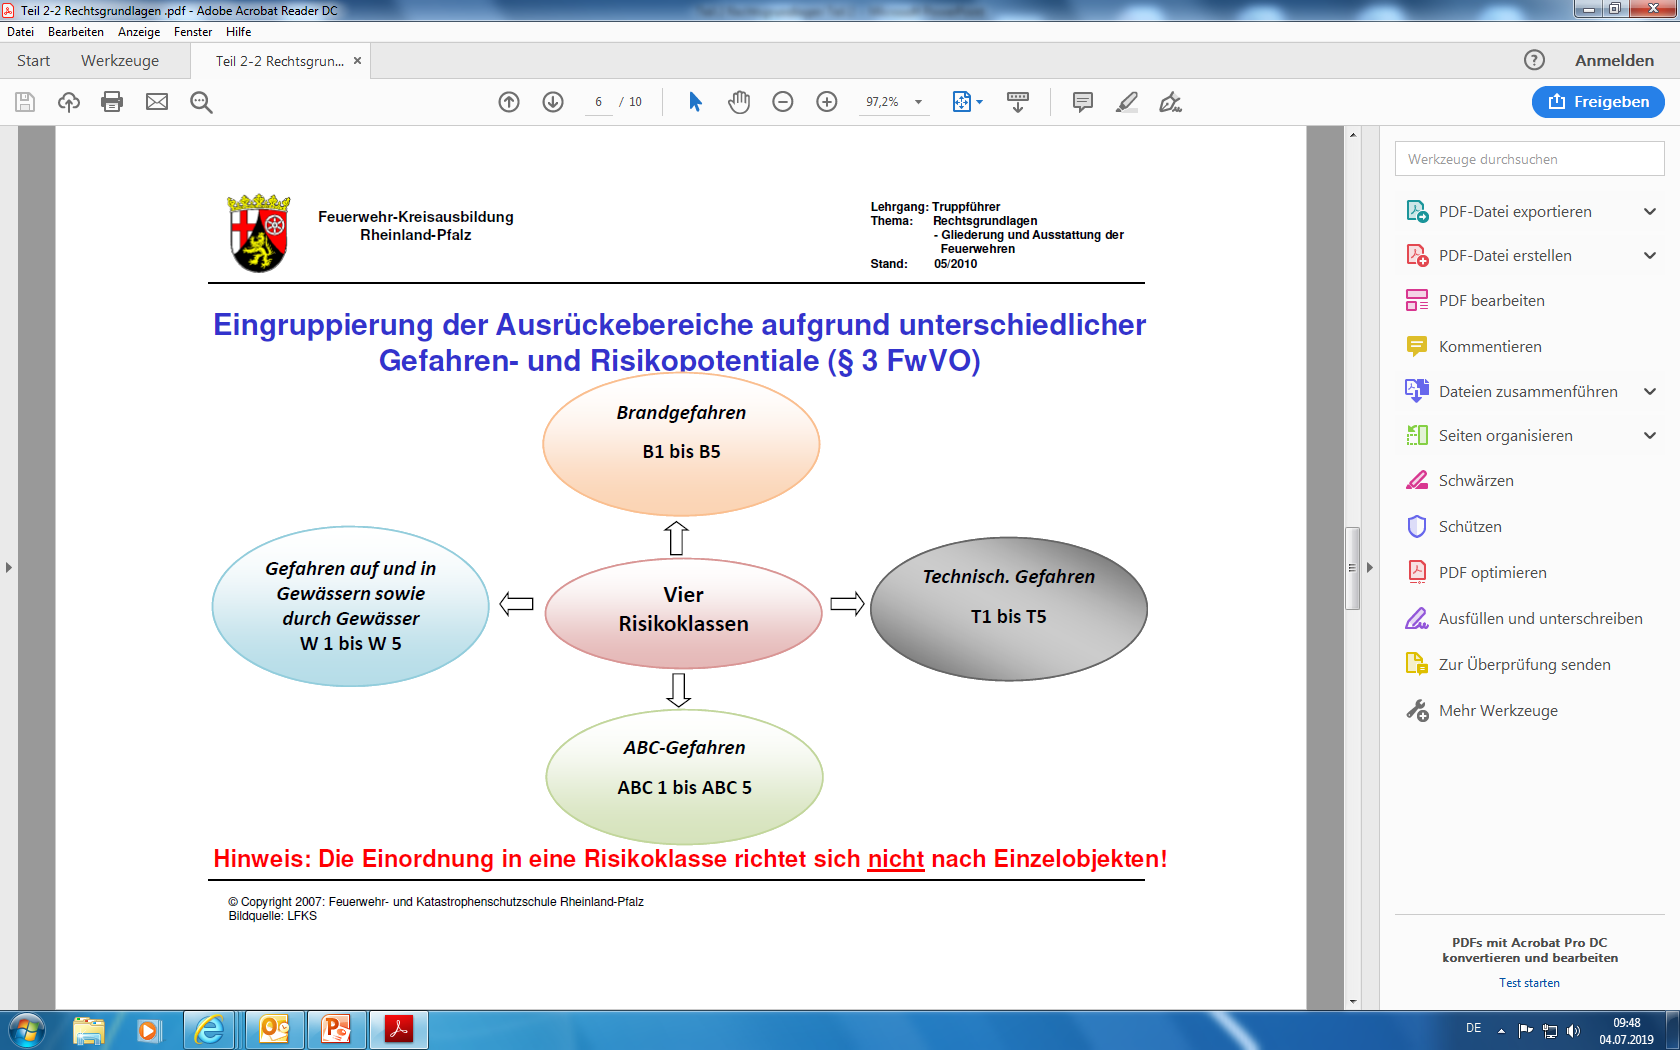 Teil 2-2 Rechtsgrundlagen .pdf - Adobe Acrobat Reader DC
Datei Bearbeiten Anzeige Fenster Hilfe
Start Werkzeuge Teil 2-2 Rechtsgrun... × ? Anmelden
6 / 10 97,2% Freigeben
Feuerwehr-Kreisausbildung
Rheinland-Pfalz
Lehrgang: Truppführer
Thema: Rechtsgrundlagen
- Gliederung und Ausstattung der
Feuerwehren
Stand: 05/2010
Eingruppierung der Ausrückebereiche aufgrund unterschiedlicher
Gefahren- und Risikopotentiale (§ 3 FwVO)
Brandgefahren
B1 bis B5
Gefahren auf und in
Gewässern sowie
durch Gewässer
W 1 bis W 5
Vier
Risikoklassen
Technisch. Gefahren
T1 bis T5
ABC-Gefahren
ABC 1 bis ABC 5
Hinweis: Die Einordnung in eine Risikoklasse richtet sich nicht nach Einzelobjekten!
© Copyright 2007: Feuerwehr- und Katastrophenschutzschule Rheinland-Pfalz
Bildquelle: LFKS
Werkzeuge durchsuchen
PDF-Datei exportieren
PDF-Datei erstellen
PDF bearbeiten
Kommentieren
Dateien zusammenführen
Seiten organisieren
Schwärzen
Schützen
PDF optimieren
Ausfüllen und unterschreiben
Zur Überprüfung senden
Mehr Werkzeuge
PDFs mit Acrobat Pro DC
konvertieren und bearbeiten
Test starten
DE
09:48
04.07.2019